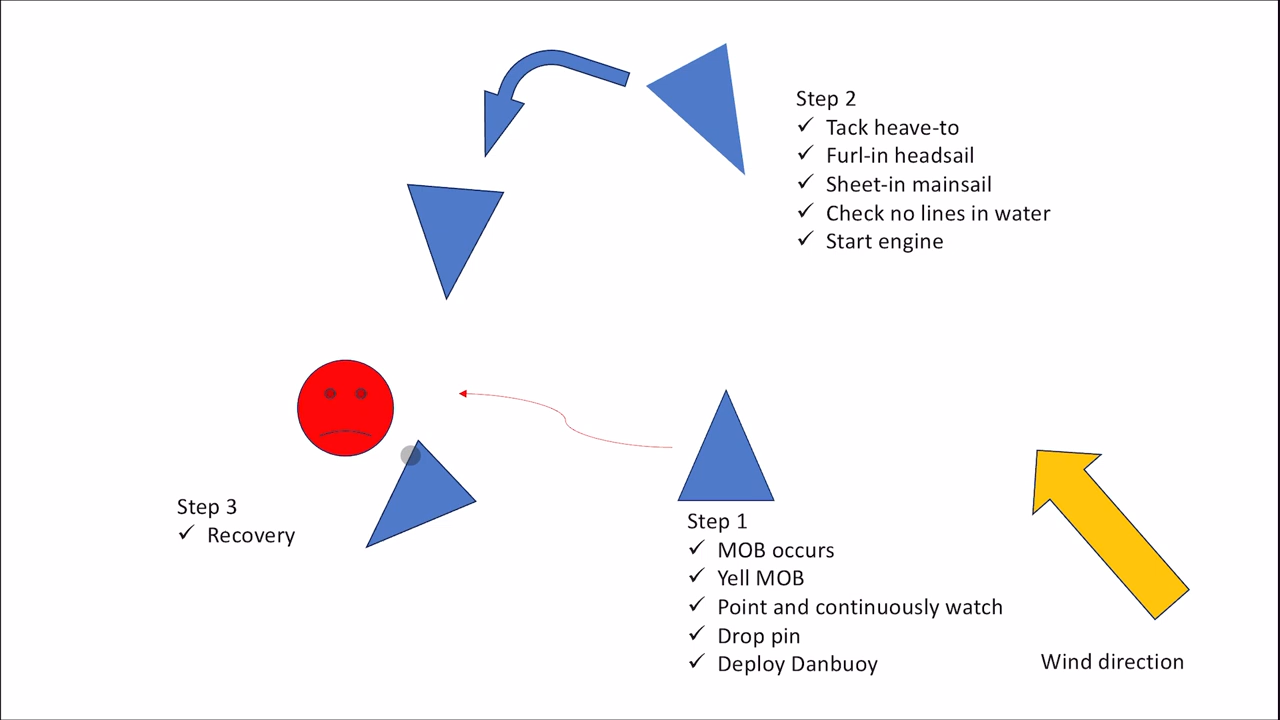 Step 2
✓ Tack heave-to
✓ Furl-in headsail
✓ Sheet-in mainsail
✓ Check no lines in water
✓ Start engine
Step 3
✓ Recovery
Step 1
✓ MOB occurs
✓ Yell MOB
✓ Point and continuously watch
✓ Drop pin
✓ Deploy Danbuoy
Wind direction